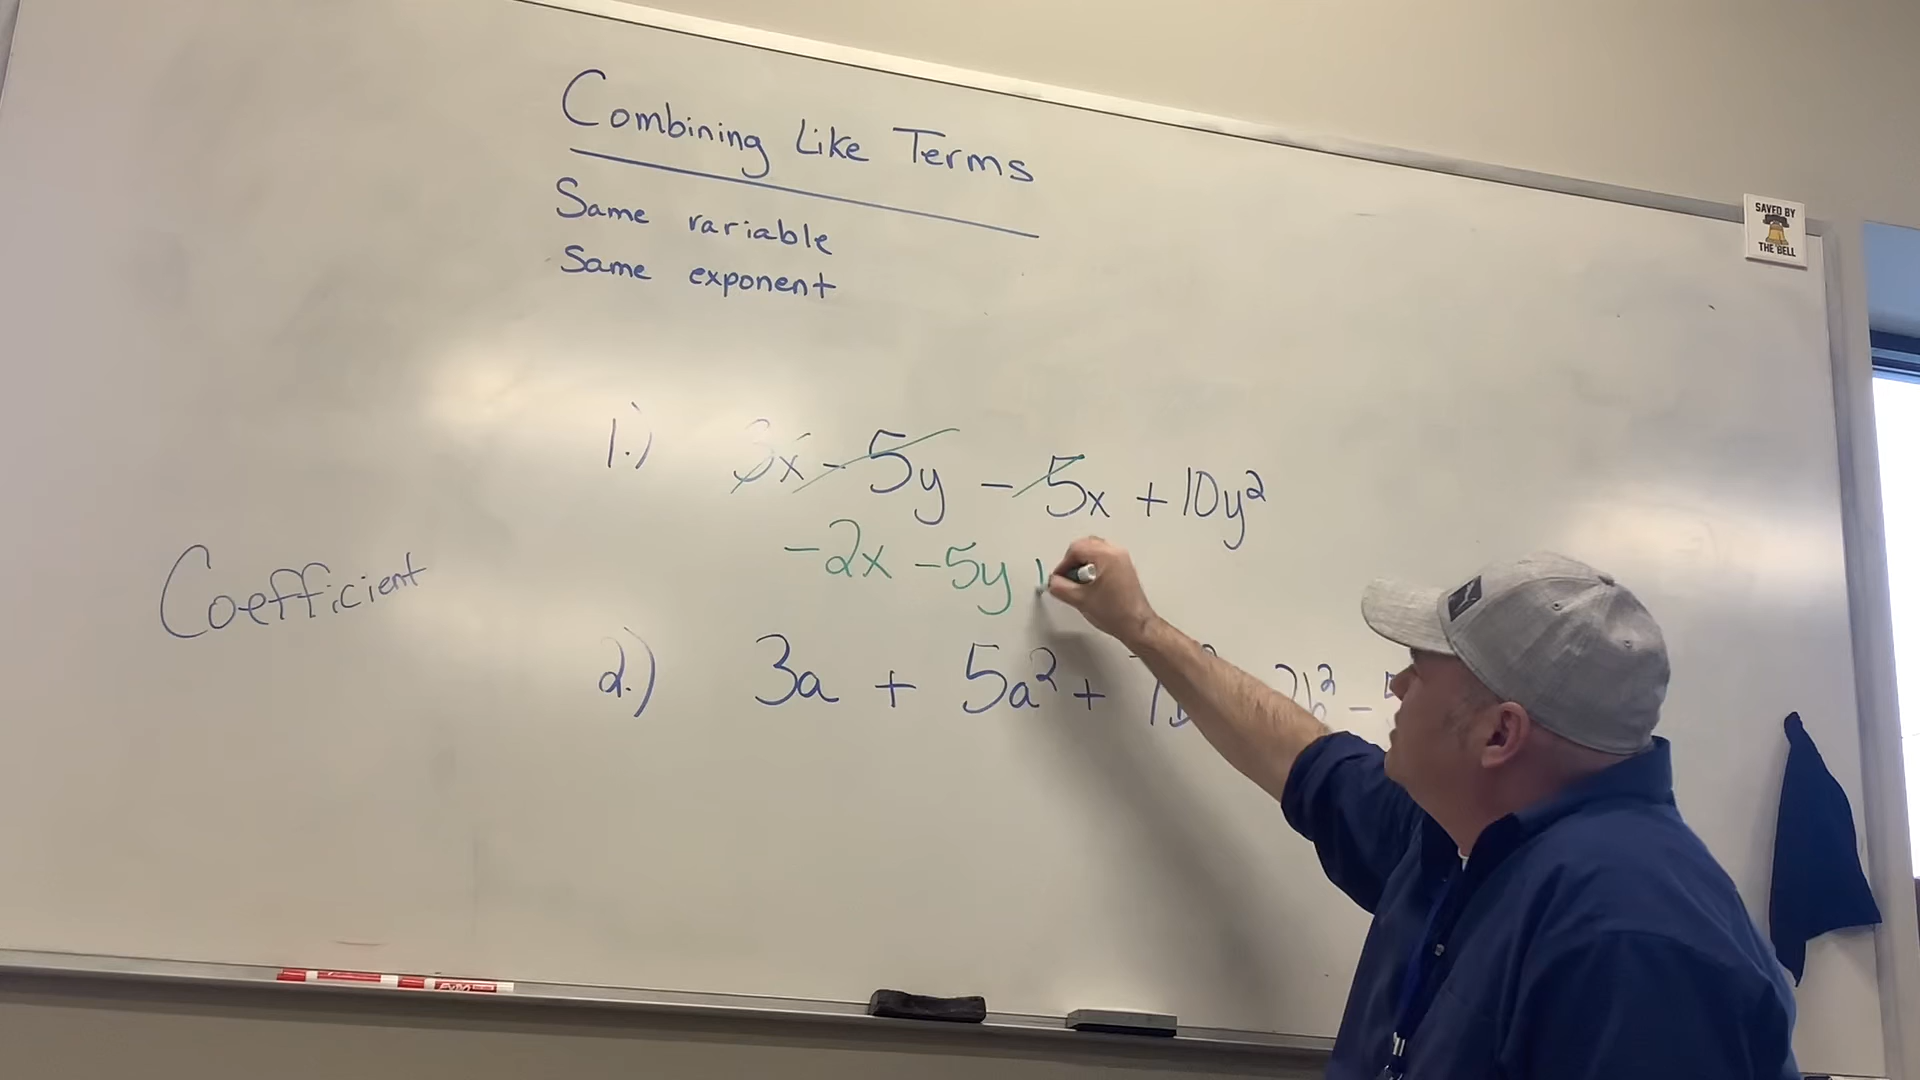 Combining Like Terms
Same variable
Same exponent
SAVED BY
THE BELL
1.) 3x - 5y - 5x + 10y²
-2x - 5y
Coefficient
2.) 3a + 5a² +
EXPO